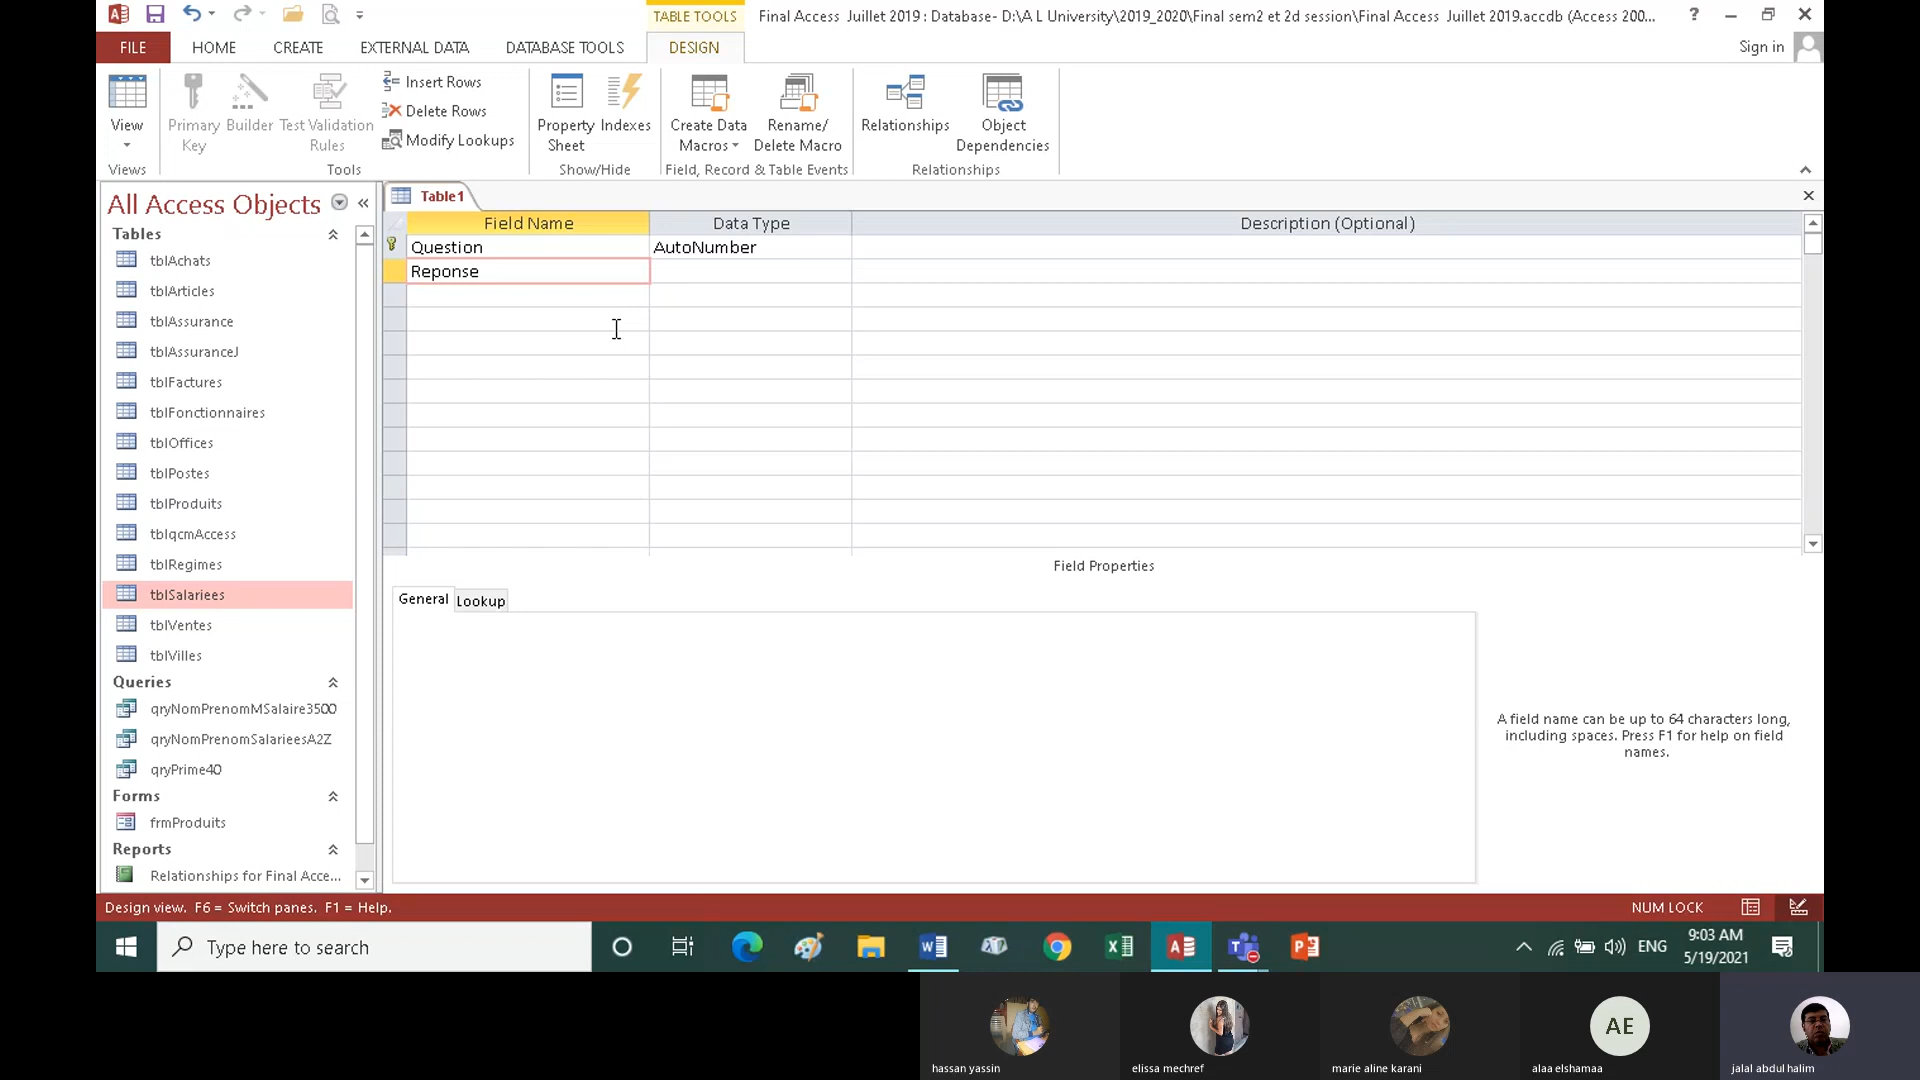 TABLE TOOLS
Final Access Juillet 2019 : Database- D:\A L University\2019_2020\Final sem2 et 2d session\Final Access Juillet 2019.accdb (Access 200...
?
FILE
HOME
CREATE
EXTERNAL DATA
DATABASE TOOLS
DESIGN
Sign in
View
Primary Key
Builder
Test Validation Rules
Insert Rows
Delete Rows
Modify Lookups
Property Sheet
Indexes
Create Data Macros
Rename/ Delete Macro
Relationships
Object Dependencies
Views
Tools
Show/Hide
Field, Record & Table Events
Relationships
All Access Objects
Table1
Tables
tblAchats
tblArticles
tblAssurance
tblAssuranceJ
tblFactures
tblFonctionnaires
tblOffices
tblPostes
tblProduits
tblqcmAccess
tblRegimes
tblSalariees
tblVentes
tblVilles
Queries
qryNomPrenomMSalaire3500
qryNomPrenomSalarieesA2Z
qryPrime40
Forms
frmProduits
Reports
Relationships for Final Acce...
Field Name
Data Type
Description (Optional)
Question
AutoNumber
Reponse
Field Properties
General
Lookup
A field name can be up to 64 characters long,
including spaces. Press F1 for help on field
names.
Design view. F6 = Switch panes. F1 = Help.
NUM LOCK
Type here to search
ENG
9:03 AM
5/19/2021
AE
hassan yassin
elissa mechref
marie aline karani
alaa elshamaa
jalal abdul halim